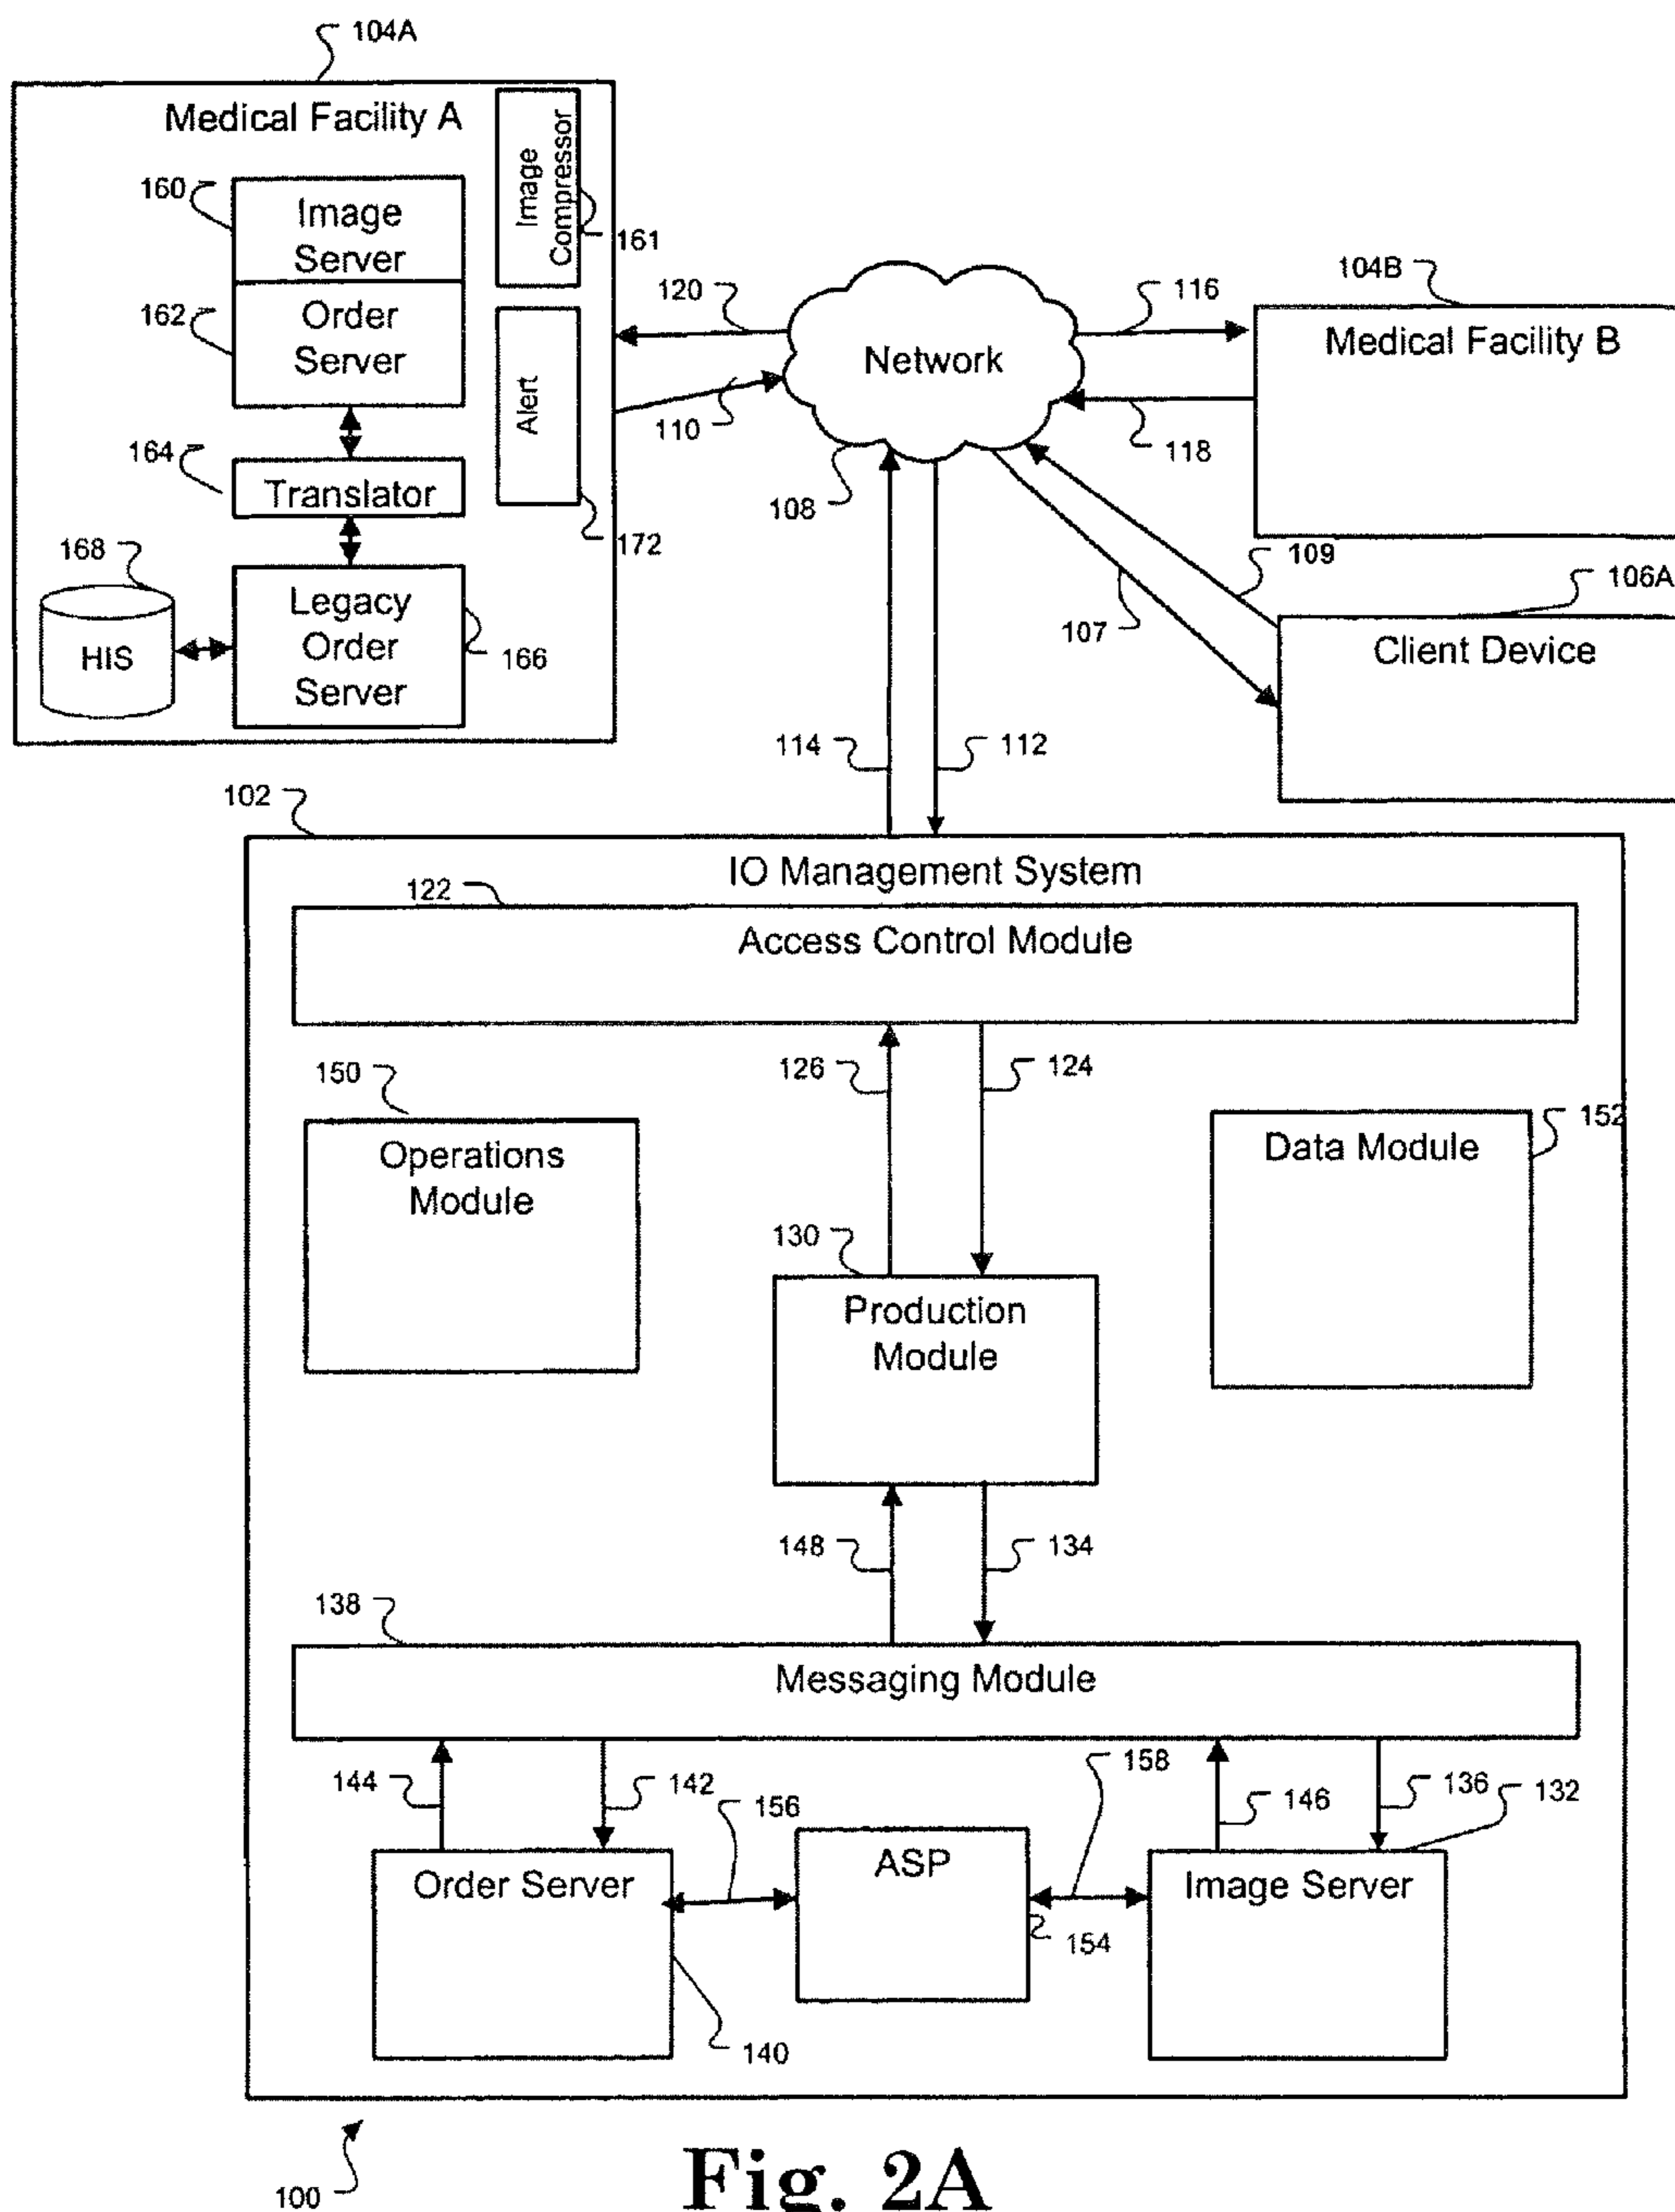 104A
Medical Facility A
Image
Compressor
160
Image
Server
161
162
Order
Server
Alert
120
110
Network
108
116
104B
Medical Facility B
118
164
Translator
172
168
HIS
Legacy
Order
Server
166
109
107
106A
Client Device
114
112
102
IO Management System
122
Access Control Module
126
124
150
Operations
Module
152
Data Module
130
Production
Module
148
134
138
Messaging Module
144
142
156
158
146
136
132
Order Server
ASP
Image Server
154
140
100
Fig. 2A